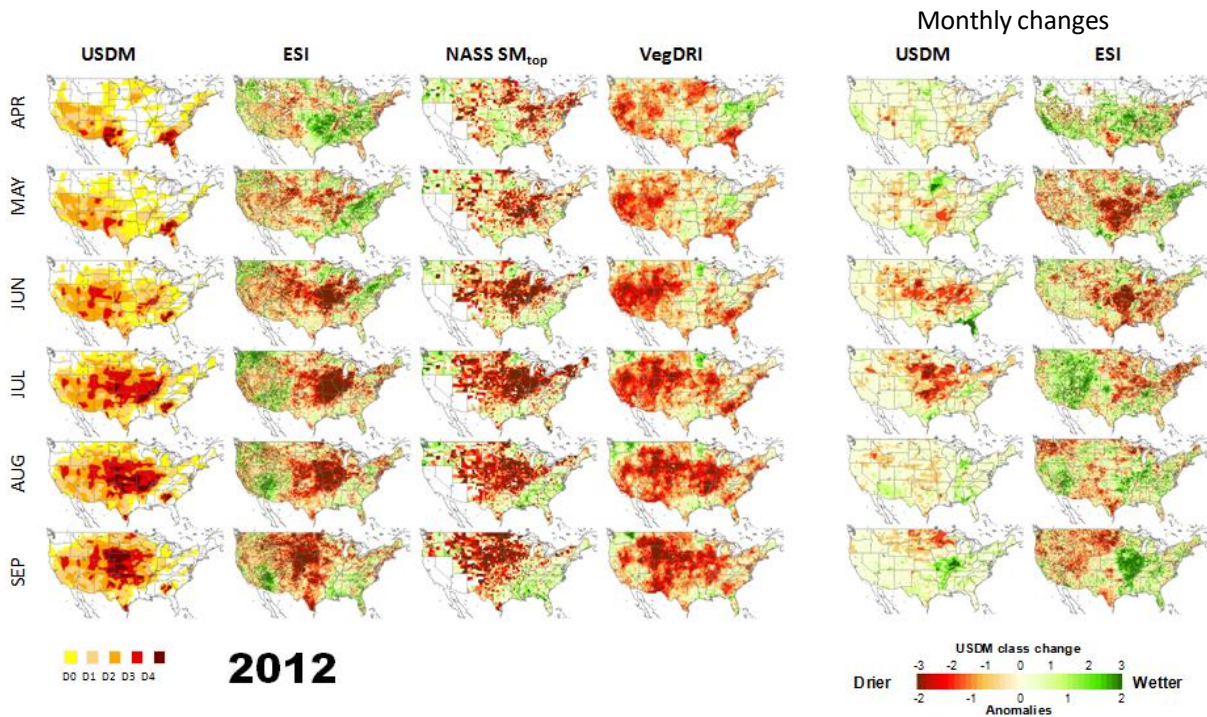 Monthly changes
USDM ESI NASS SMtop VegDRI USDM ESI
APR
MAY
JUN
JUL
AUG
SEP
D0 D1 D2 D3 D4
2012
USDM class change
-3 -2 -1 0 1 2 3
Drier Wetter
-2 -1 0 1 2
Anomalies